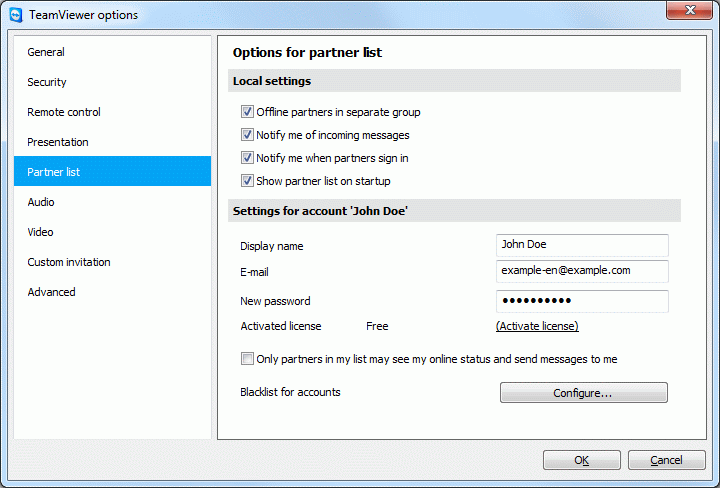 TeamViewer options
General
Security
Remote control
Presentation
Partner list
Audio
Video
Custom invitation
Advanced
Options for partner list
Local settings
Offline partners in separate group
Notify me of incoming messages
Notify me when partners sign in
Show partner list on startup
Settings for account 'John Doe'
Display name John Doe
E-mail example-en@example.com
New password ••••••••••
Activated license Free (Activate license)
Only partners in my list may see my online status and send messages to me
Blacklist for accounts Configure...
OK Cancel